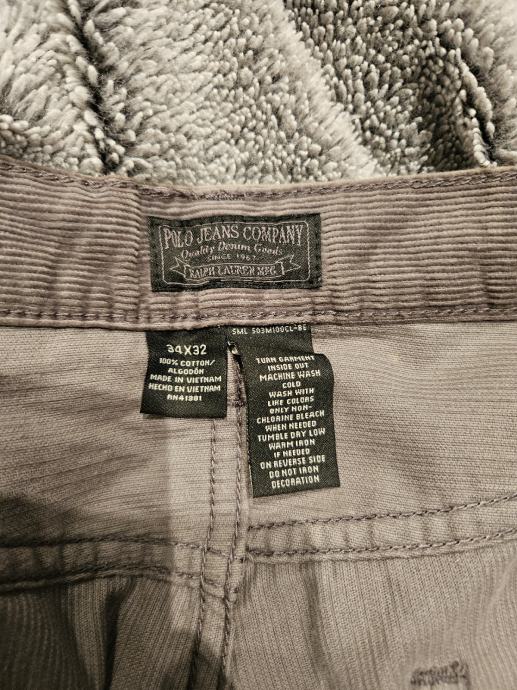 POLO JEANS COMPANY
Quality Denim Goods
SINCE 1967
RALPH LAUREN MFG.
34X32
100% COTTON/
ALGODÓN
MADE IN VIETNAM
HECHO EN VIETNAM
RN41381
SML 503M100CL-BE
TURN GARMENT
INSIDE OUT
MACHINE WASH
COLD
WASH WITH
LIKE COLORS
ONLY NON-
CHLORINE BLEACH
WHEN NEEDED
TUMBLE DRY LOW
WARM IRON
IF NEEDED
ON REVERSE SIDE
DO NOT IRON
DECORATION